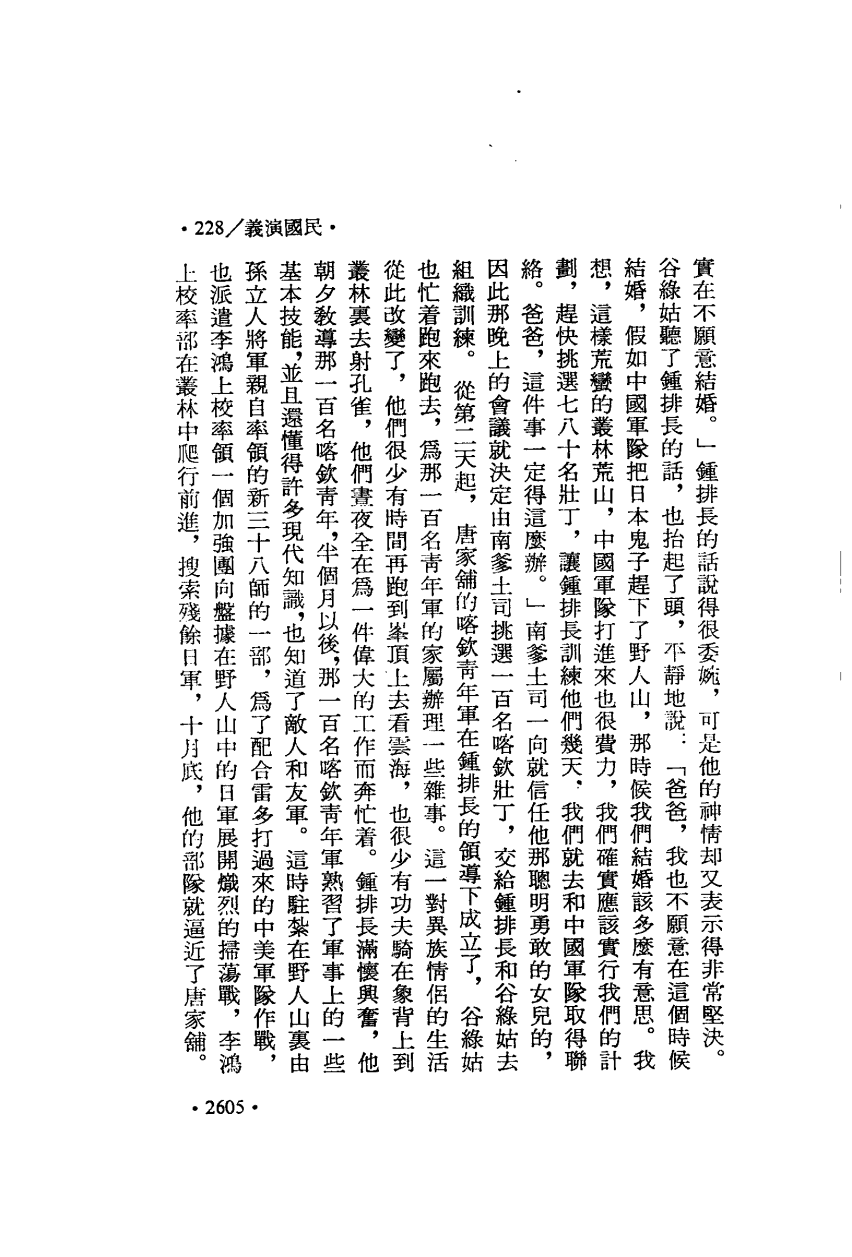 ·228／義演國民·
實在不願意結婚。」鍾排長的話說得很委婉，可是他的神情却又表示得非常堅決。
谷綠姑聽了鍾排長的話，也抬起了頭，平靜地說：「爸爸，我也不願意在這個時候
結婚，假如中國軍隊把日本鬼子趕下了野人山，那時候我們結婚該多麼有意思。我
想，這樣荒蠻的叢林荒山，中國軍隊打進來也很費力，我們確實應該實行我們的計
劃，趕快挑選七八十名壯丁，讓鍾排長訓練他們幾天，我們就去和中國軍隊取得聯
絡。爸爸，這件事一定得這麼辦。」南爹土司一向就信任他那聰明勇敢的女兒的，
因此那晚上的會議就決定由南爹土司挑選一百名喀欽壯丁，交給鍾排長和谷綠姑去
組織訓練。從第二天起，唐家舖的喀欽靑年軍在鍾排長的領導下成立了，谷綠姑
也忙着跑來跑去，爲那一百名靑年軍的家屬辦理一些雜事。這一對異族情侶的生活
從此改變了，他們很少有時間再跑到峯頂上去看雲海，也很少有功夫騎在象背上到
叢林裏去射孔雀，他們晝夜全在爲一件偉大的工作而奔忙着。鍾排長滿懷興奮，他
朝夕敎導那一百名喀欽靑年，半個月以後，那一百名喀欽靑年軍熟習了軍事上的一些
基本技能，並且還懂得許多現代知識，也知道了敵人和友軍。這時駐紮在野人山裏由
孫立人將軍親自率領的新三十八師的一部，爲了配合雷多打過來的中美軍隊作戰，
也派遣李鴻上校率領一個加強團向盤據在野人山中的日軍展開熾烈的掃蕩戰，李鴻
上校率部在叢林中爬行前進，搜索殘餘日軍，十月底，他的部隊就逼近了唐家舖。
·2605·